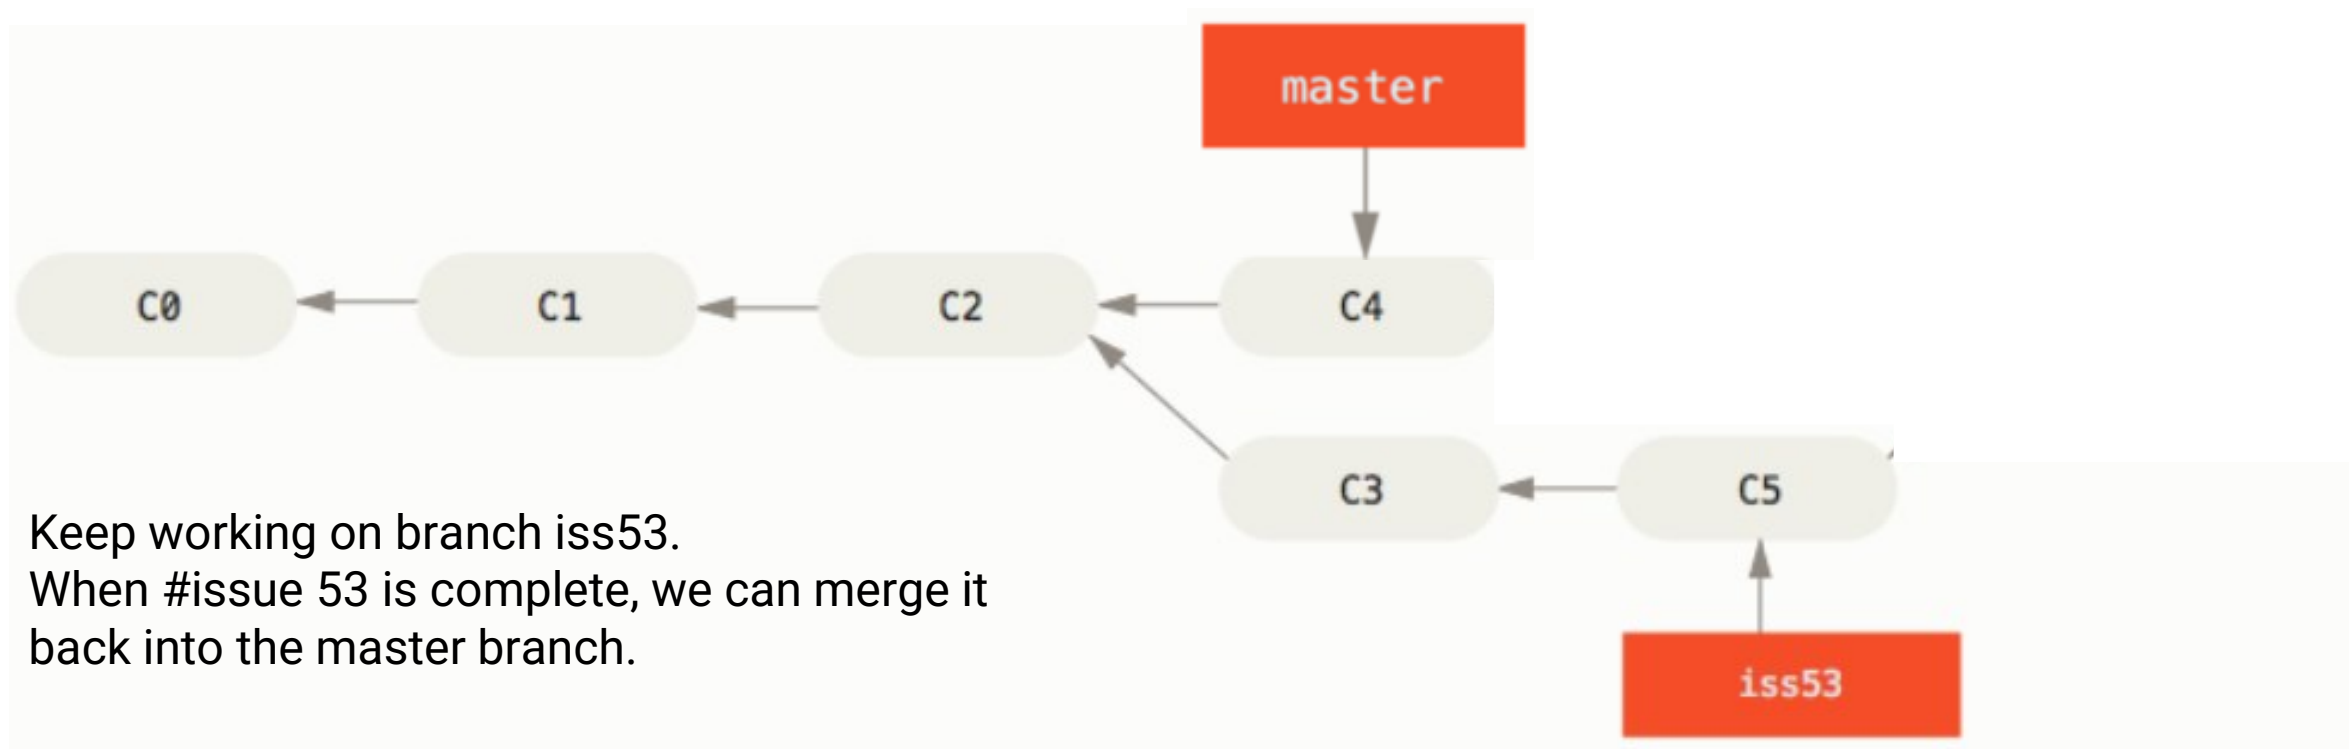 master
C0 C1 C2 C4
C3 C5
Keep working on branch iss53.
When #issue 53 is complete, we can merge it
back into the master branch.
iss53